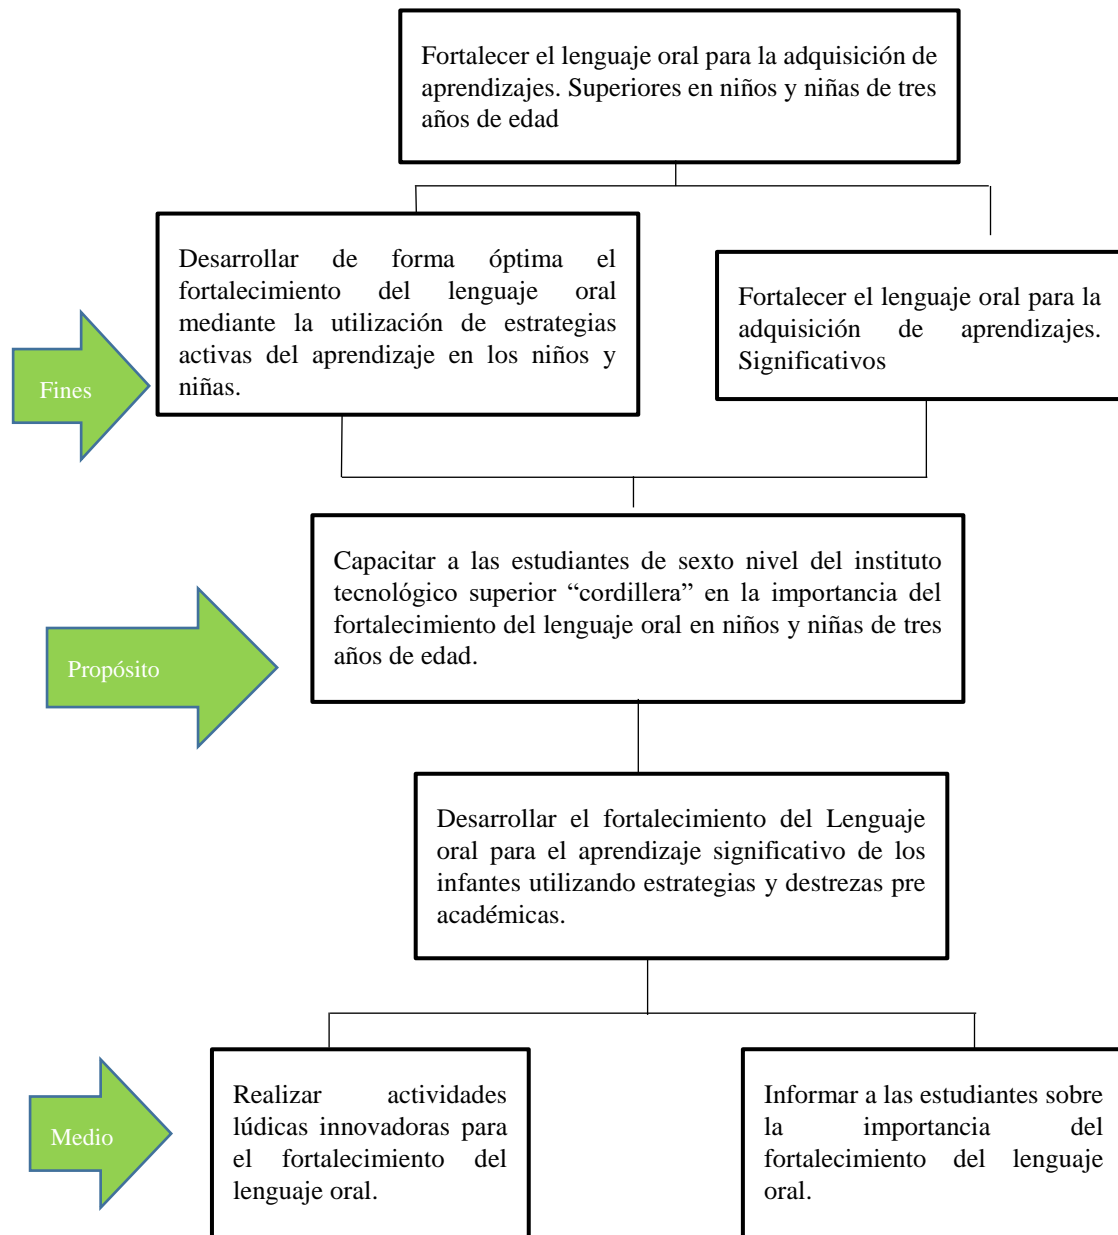 Fortalecer el lenguaje oral para la adquisición de
aprendizajes. Superiores en niños y niñas de tres
años de edad
Desarrollar de forma óptima el
fortalecimiento del lenguaje oral
mediante la utilización de estrategias
activas del aprendizaje en los niños y
niñas.
Fortalecer el lenguaje oral para la
adquisición de aprendizajes.
Significativos
Fines
Capacitar a las estudiantes de sexto nivel del instituto
tecnológico superior “cordillera” en la importancia del
fortalecimiento del lenguaje oral en niños y niñas de tres
años de edad.
Propósito
Desarrollar el fortalecimiento del Lenguaje
oral para el aprendizaje significativo de los
infantes utilizando estrategias y destrezas pre
académicas.
Realizar actividades
lúdicas innovadoras para
el fortalecimiento del
lenguaje oral.
Informar a las estudiantes sobre
la importancia del
fortalecimiento del lenguaje
oral.
Medio